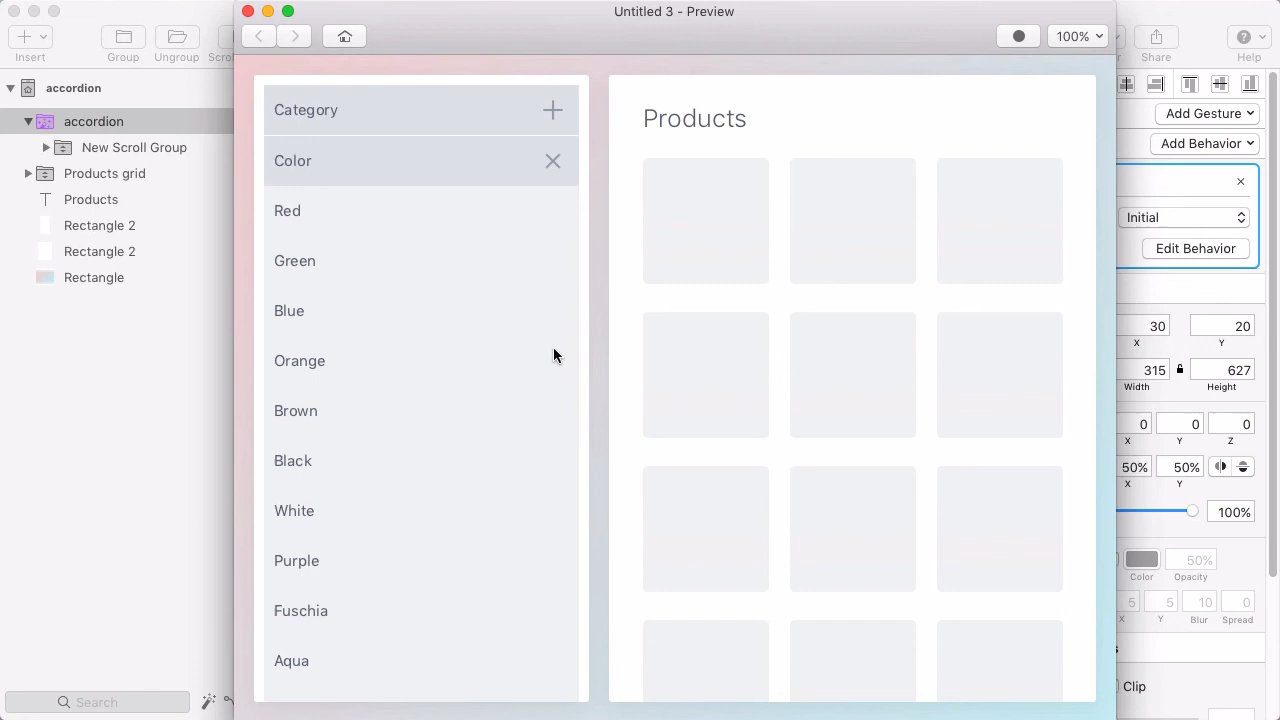 Untitled 3 - Preview
Insert
Group
Ungroup
Scrol
100%
Share
Help
accordion
accordion
New Scroll Group
Products grid
Products
Rectangle 2
Rectangle 2
Rectangle
Search
Category
Color
Red
Green
Blue
Orange
Brown
Black
White
Purple
Fuschia
Aqua
Products
Add Gesture
Add Behavior
Initial
Edit Behavior
30 20
X Y
315 627
Width Height
0 0 0
X Y Z
50% 50%
X Y
100%
50%
Color Opacity
5 5 10 0
X Y Blur Spread
Clip